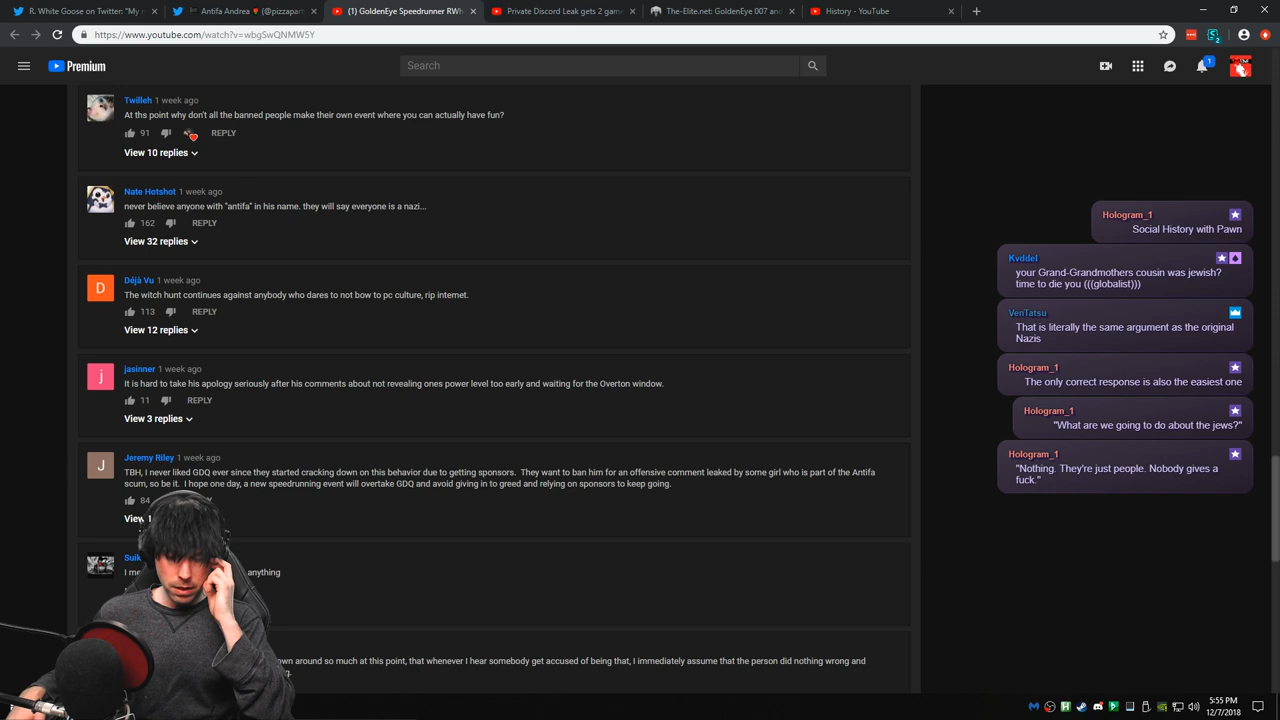 R. White Goose on Twitter: "My o
Antifa Andrea
(@pizzaparty
(1) GoldenEye Speedrunner RWh
Private Discord Leak gets 2 game
The-Elite.net: GoldenEye 007 and
History - YouTube
https://www.youtube.com/watch?v=wbgSwQNMW5Y
2
Premium
Search
1
Twilleh 1 week ago
At ths point why don't all the banned people make their own event where you can actually have fun?
91 REPLY
View 10 replies
Nate Hotshot 1 week ago
never believe anyone with "antifa" in his name. they will say everyone is a nazi...
162 REPLY
View 32 replies
D
Déjà Vu 1 week ago
The witch hunt continues against anybody who dares to not bow to pc culture, rip internet.
113 REPLY
View 12 replies
j
jasinner 1 week ago
It is hard to take his apology seriously after his comments about not revealing ones power level too early and waiting for the Overton window.
11 REPLY
View 3 replies
J
Jeremy Riley 1 week ago
TBH, I never liked GDQ ever since they started cracking down on this behavior due to getting sponsors. They want to ban him for an offensive comment leaked by some girl who is part of the Antifa
scum, so be it. I hope one day, a new speedrunning event will overtake GDQ and avoid giving in to greed and relying on sponsors to keep going.
84
View 1
Suik
I me
anything
own around so much at this point, that whenever I hear somebody get accused of being that, I immediately assume that the person did nothing wrong and
Hologram_1
Social History with Pawn
Kvddel
your Grand-Grandmothers cousin was jewish?
time to die you (((globalist)))
VenTatsu
That is literally the same argument as the original
Nazis
Hologram_1
The only correct response is also the easiest one
Hologram_1
"What are we going to do about the jews?"
Hologram_1
"Nothing. They're just people. Nobody gives a
fuck."
5:55 PM
12/7/2018